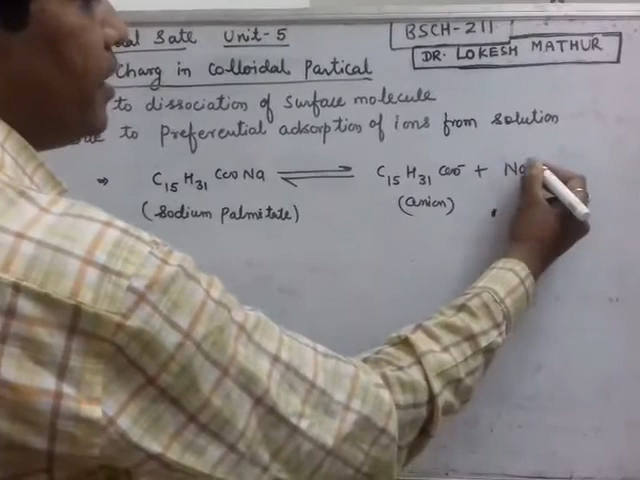 Sate Unit-5
BSCH-211
DR. LOKESH MATHUR
Charg in Colloidal Partical
to dissociation of Surface molecule
to Preferential adsorption of ions from solution
⇒ C15 H31 COO Na ⇌ C15 H31 COO⁻ + Na
(Sodium Palmitate) (anion)